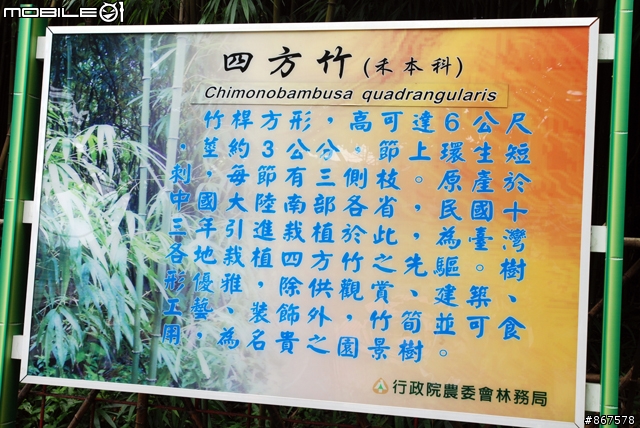 MOBILE01
四方竹(禾本科)
Chimonobambusa quadrangularis
竹桿方形，高可達6公尺
，莖約3公分。節上環生短
刺。每節有三側枝。原產於
中國大陸南部各省，民國十
三年引進栽植於此，為臺灣
各地栽植四方竹之先驅。樹
形優雅，除供觀賞、建築、
工藝、裝飾外，竹筍並可食
用，為名貴之園景樹。
行政院農委會林務局
#867578